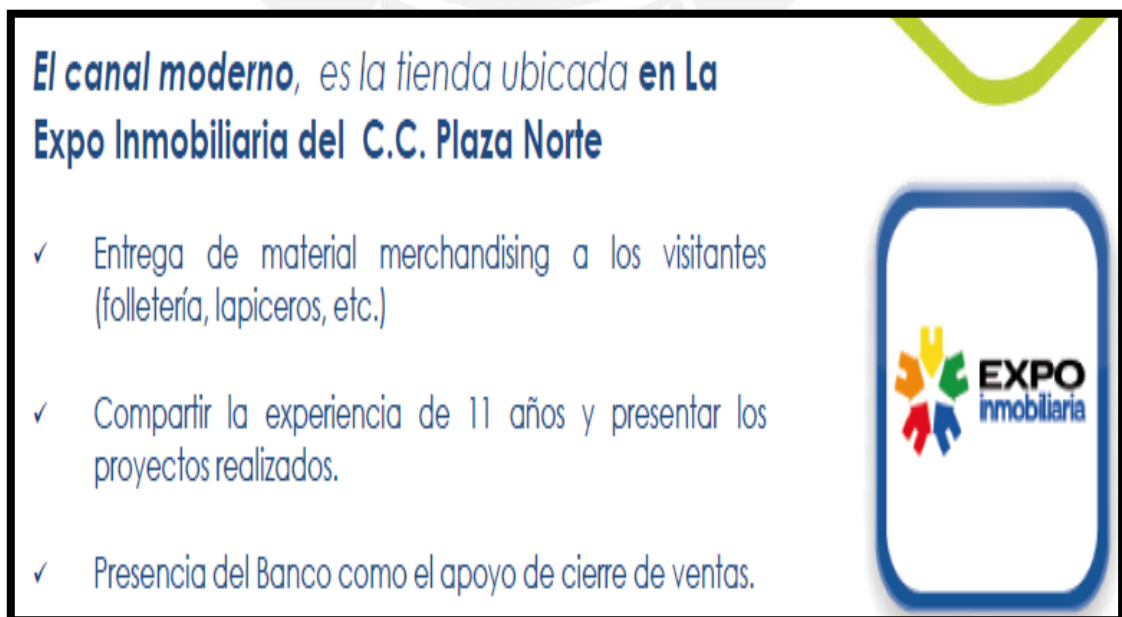 El canal moderno, es la tienda ubicada en La
Expo Inmobiliaria del C.C. Plaza Norte
✓ Entrega de material merchandising a los visitantes
(folletería, lapiceros, etc.)
✓ Compartir la experiencia de 11 años y presentar los
proyectos realizados.
✓ Presencia del Banco como el apoyo de cierre de ventas.
EXPO
inmobiliaria